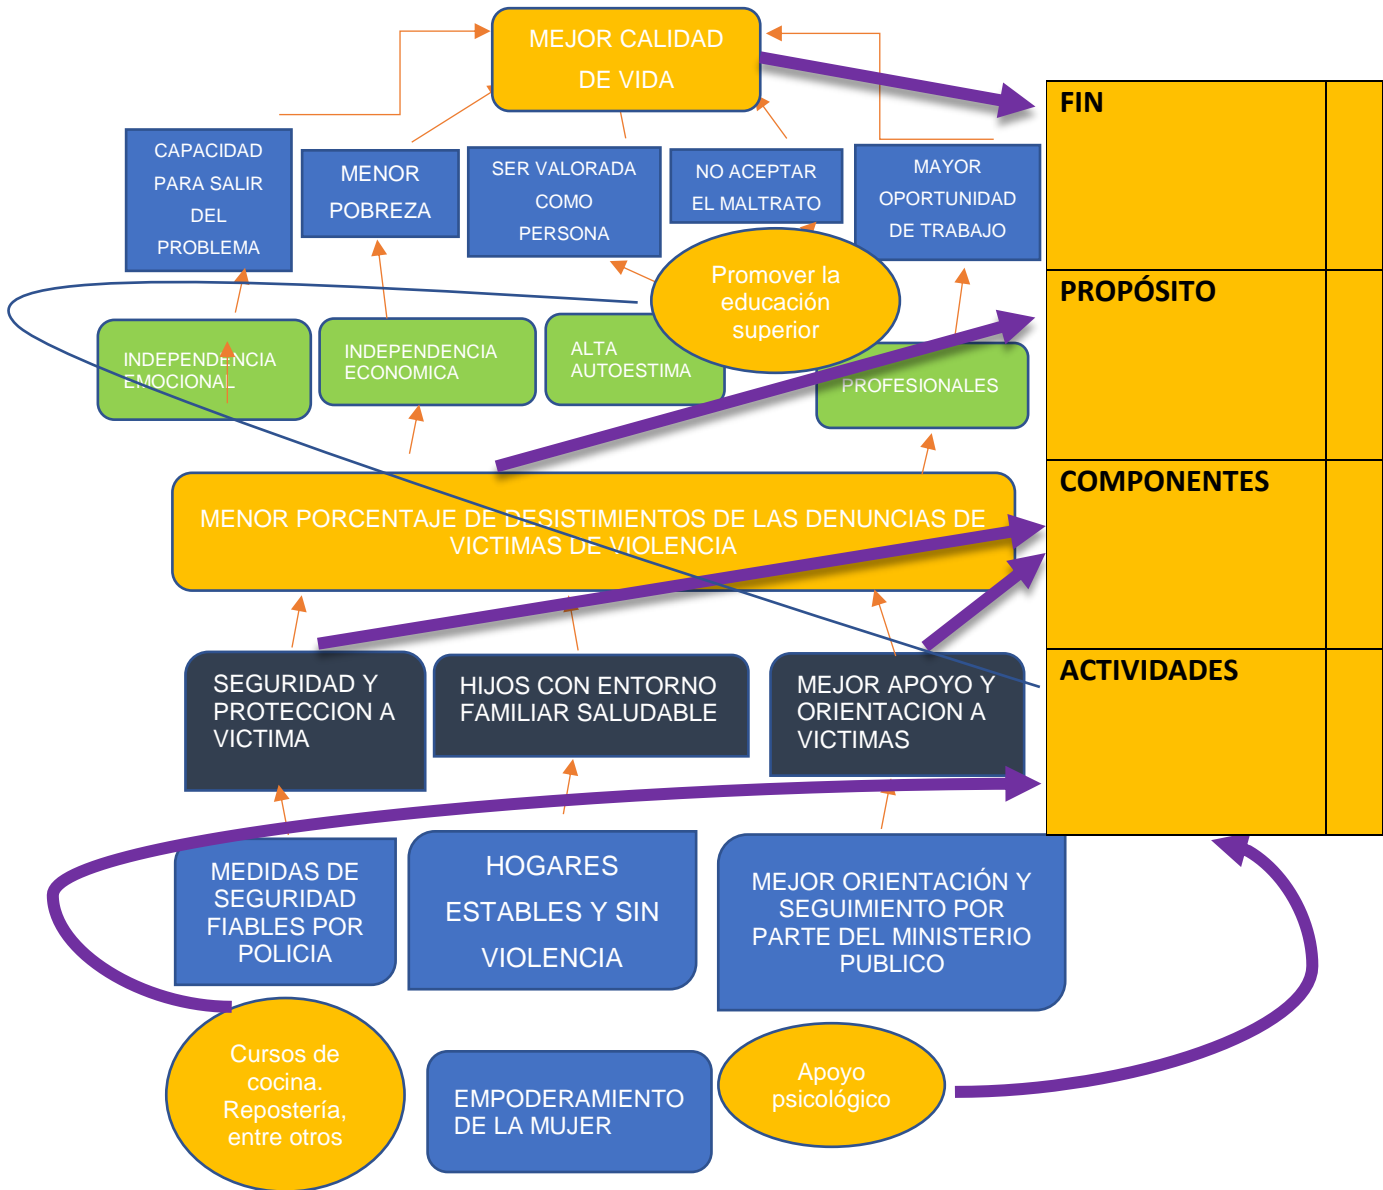 MEJOR CALIDAD
DE VIDA
FIN
CAPACIDAD
PARA SALIR
DEL
PROBLEMA
MENOR
POBREZA
SER VALORADA
COMO
PERSONA
NO ACEPTAR
EL MALTRATO
MAYOR
OPORTUNIDAD
DE TRABAJO
Promover la
educación
superior
PROPÓSITO
INDEPENDENCIA
EMOCIONAL
INDEPENDENCIA
ECONOMICA
ALTA
AUTOESTIMA
PROFESIONALES
COMPONENTES
MENOR PORCENTAJE DE DESISTIMIENTOS DE LAS DENUNCIAS DE
VICTIMAS DE VIOLENCIA
SEGURIDAD Y
PROTECCION A
VICTIMA
HIJOS CON ENTORNO
FAMILIAR SALUDABLE
MEJOR APOYO Y
ORIENTACION A
VICTIMAS
ACTIVIDADES
MEDIDAS DE
SEGURIDAD
FIABLES POR
POLICIA
HOGARES
ESTABLES Y SIN
VIOLENCIA
MEJOR ORIENTACIÓN Y
SEGUIMIENTO POR
PARTE DEL MINISTERIO
PUBLICO
Cursos de
cocina.
Repostería,
entre otros
EMPODERAMIENTO
DE LA MUJER
Apoyo
psicológico